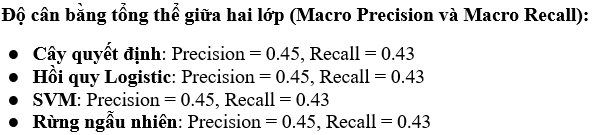 Độ cân bằng tổng thể giữa hai lớp (Macro Precision và Macro Recall):
● Cây quyết định: Precision = 0.45, Recall = 0.43
● Hồi quy Logistic: Precision = 0.45, Recall = 0.43
● SVM: Precision = 0.45, Recall = 0.43
● Rừng ngẫu nhiên: Precision = 0.45, Recall = 0.43